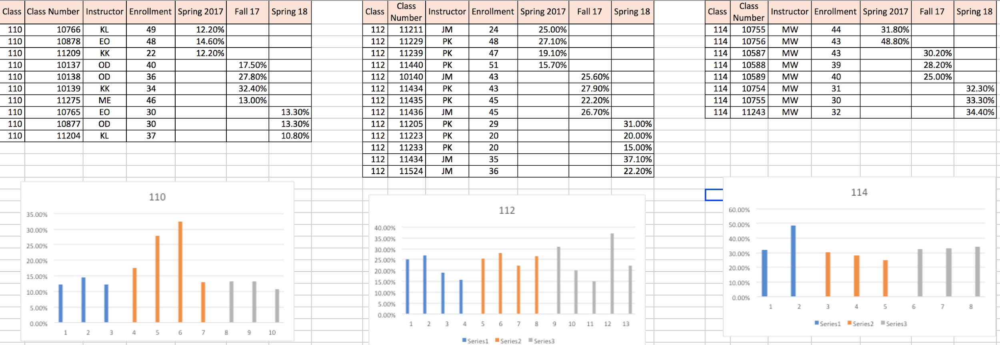 Class Class Number Instructor Enrollment Spring 2017 Fall 17 Spring 18
110 10766 KL 49 12.20%
110 10878 EO 48 14.60%
110 11209 KK 22 12.20%
110 10137 OD 40 17.50%
110 10138 OD 36 27.80%
110 10139 KK 34 32.40%
110 11275 ME 46 13.00%
110 10765 EO 30 13.30%
110 10877 OD 30 13.30%
110 11204 KL 37 10.80%
Class Class Number Instructor Enrollment Spring 2017 Fall 17 Spring 18
112 11211 JM 24 25.00%
112 11229 PK 48 27.10%
112 11239 PK 47 19.10%
112 11440 PK 51 15.70%
112 10140 JM 43 25.60%
112 11434 PK 43 27.90%
112 11435 PK 45 22.20%
112 11436 JM 45 26.70%
112 11205 PK 29 31.00%
112 11223 PK 20 20.00%
112 11233 PK 20 15.00%
112 11434 JM 35 37.10%
112 11524 JM 36 22.20%
Class Class Number Instructor Enrollment Spring 2017 Fall 17 Spring 18
114 10755 MW 44 31.80%
114 10756 MW 43 48.80%
114 10587 MW 43 30.20%
114 10588 MW 39 28.20%
114 10589 MW 40 25.00%
114 10754 MW 31 32.30%
114 10755 MW 30 33.30%
114 11243 MW 32 34.40%
110
35.00%
30.00%
25.00%
20.00%
15.00%
10.00%
5.00%
0.00%
1 2 3 4 5 6 7 8 9 10
112
40.00%
35.00%
30.00%
25.00%
20.00%
15.00%
10.00%
5.00%
0.00%
1 2 3 4 5 6 7 8 9 10 11 12 13
Series1 Series2 Series3
114
60.00%
50.00%
40.00%
30.00%
20.00%
10.00%
0.00%
1 2 3 4 5 6 7 8
Series1 Series2 Series3